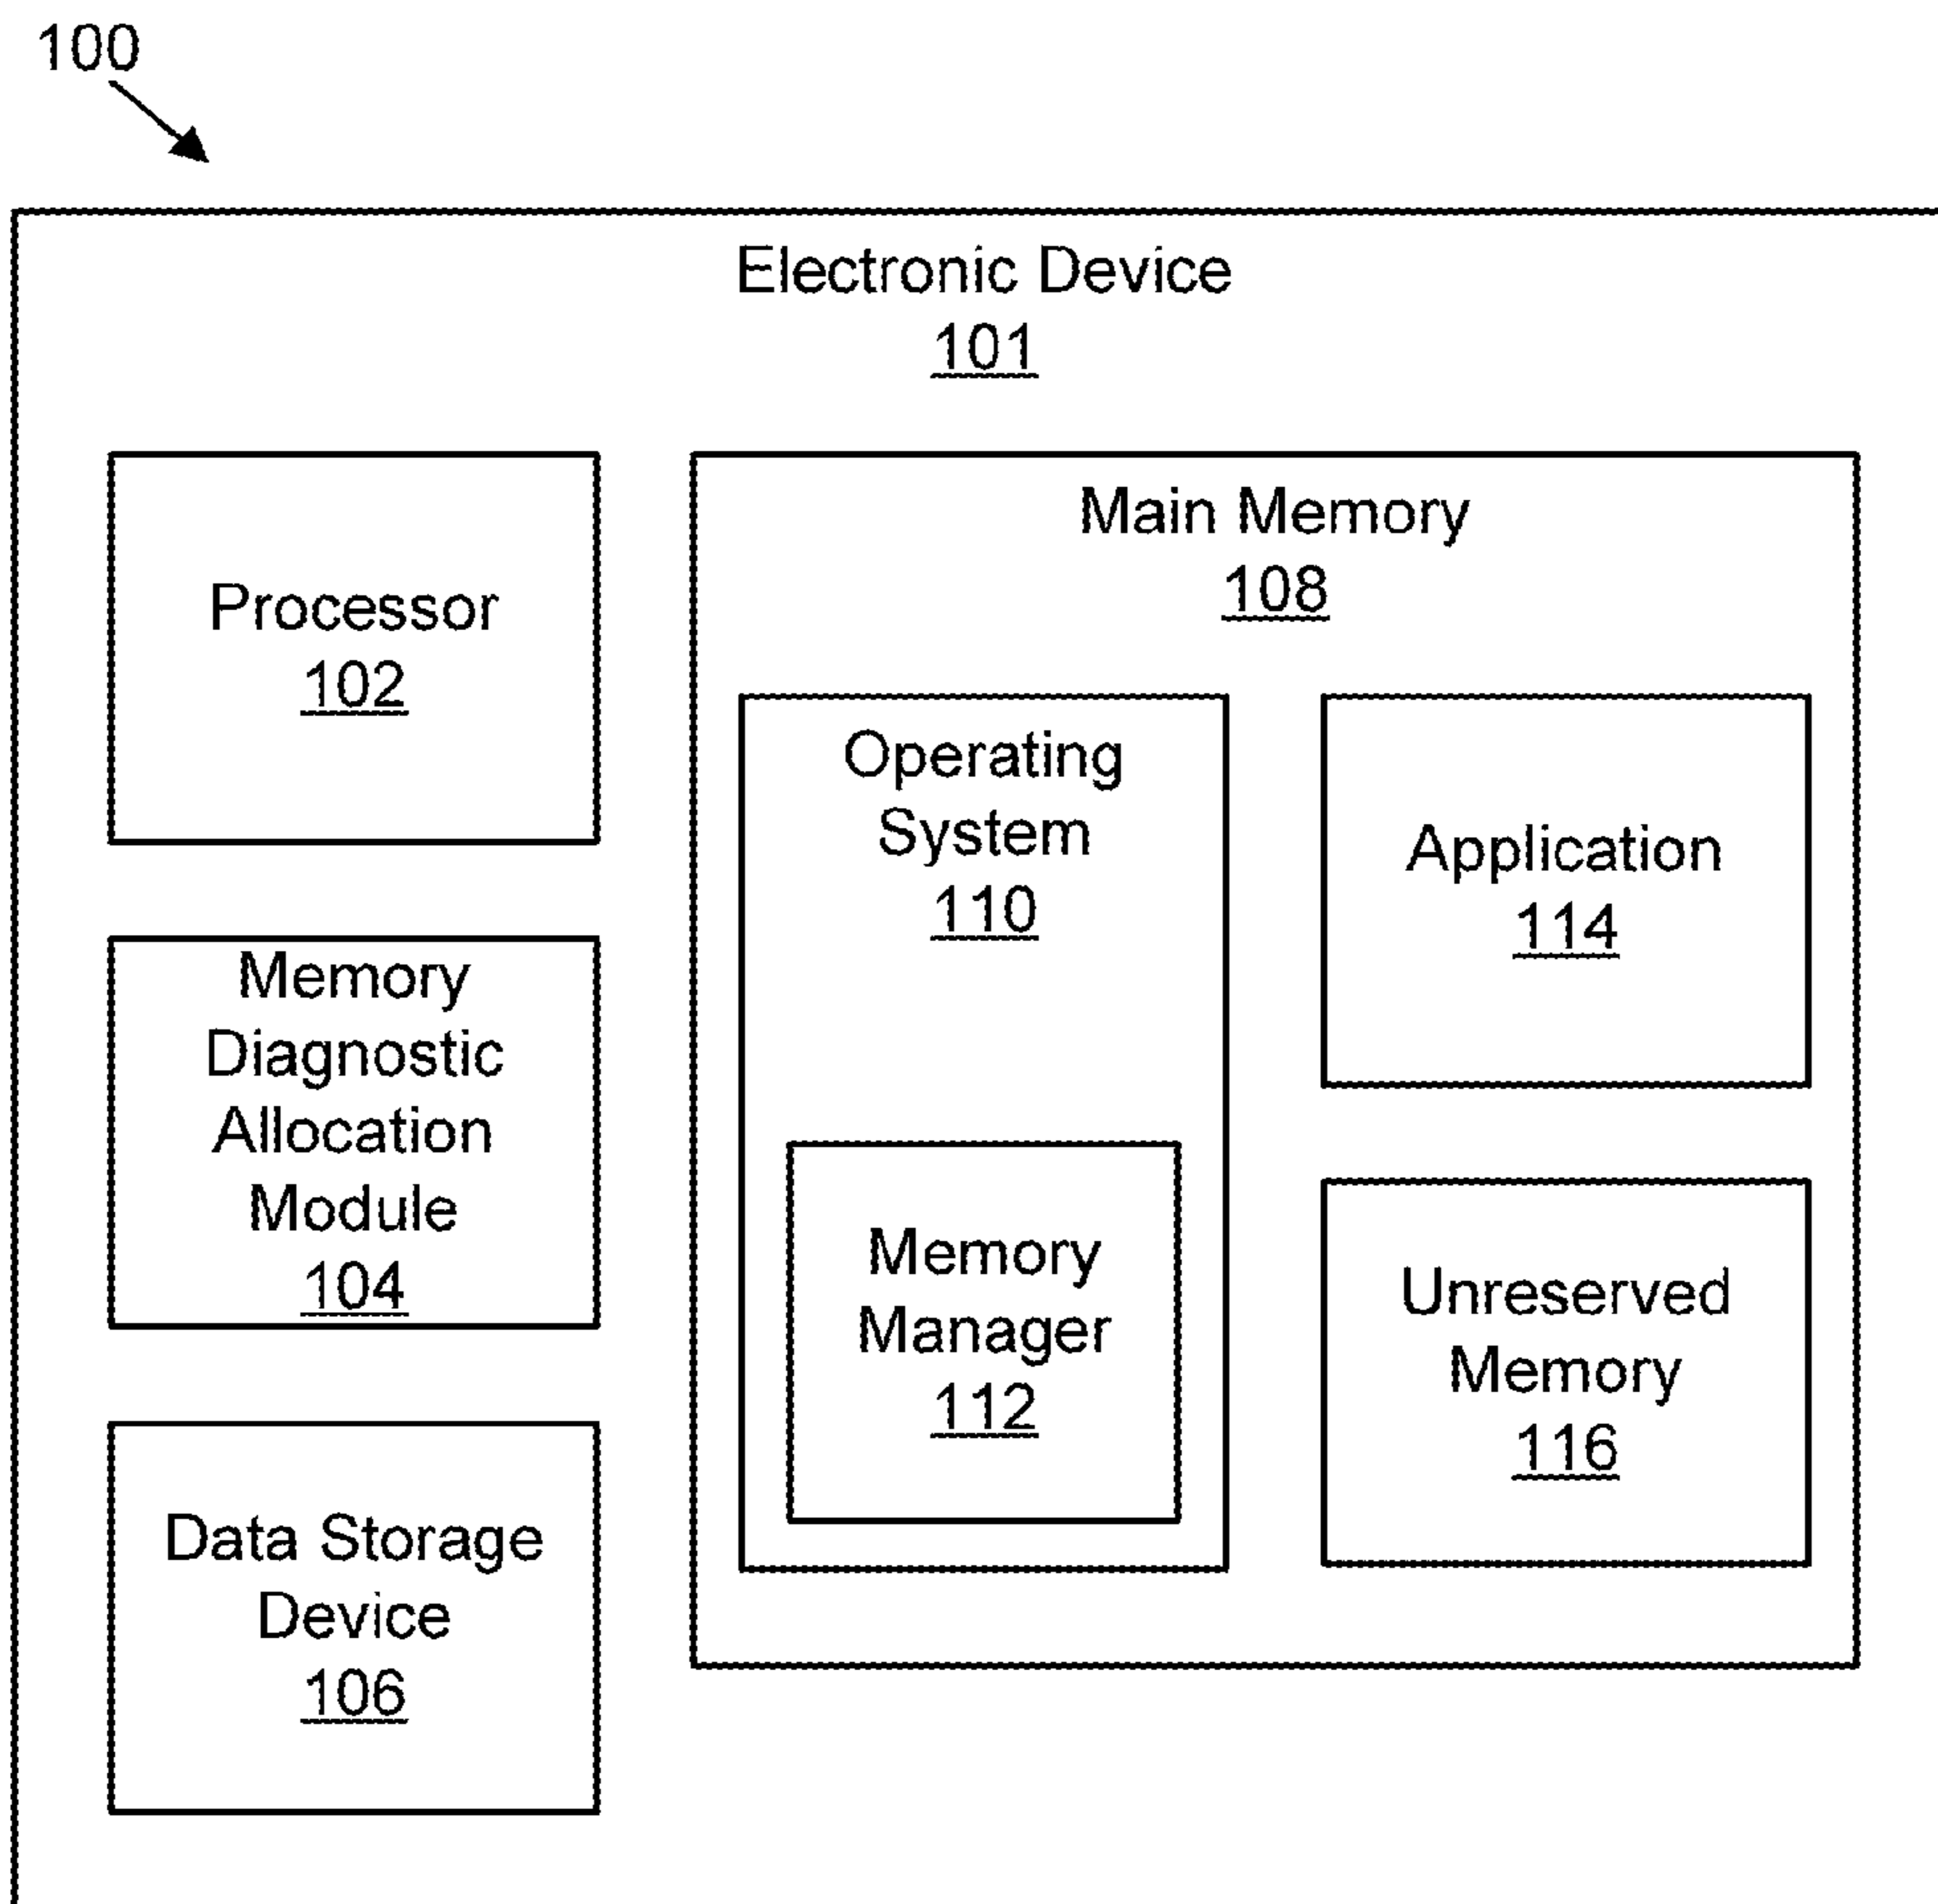 100
Electronic Device
101
Processor
102
Memory
Diagnostic
Allocation
Module
104
Data Storage
Device
106
Main Memory
108
Operating
System
110
Memory
Manager
112
Application
114
Unreserved
Memory
116